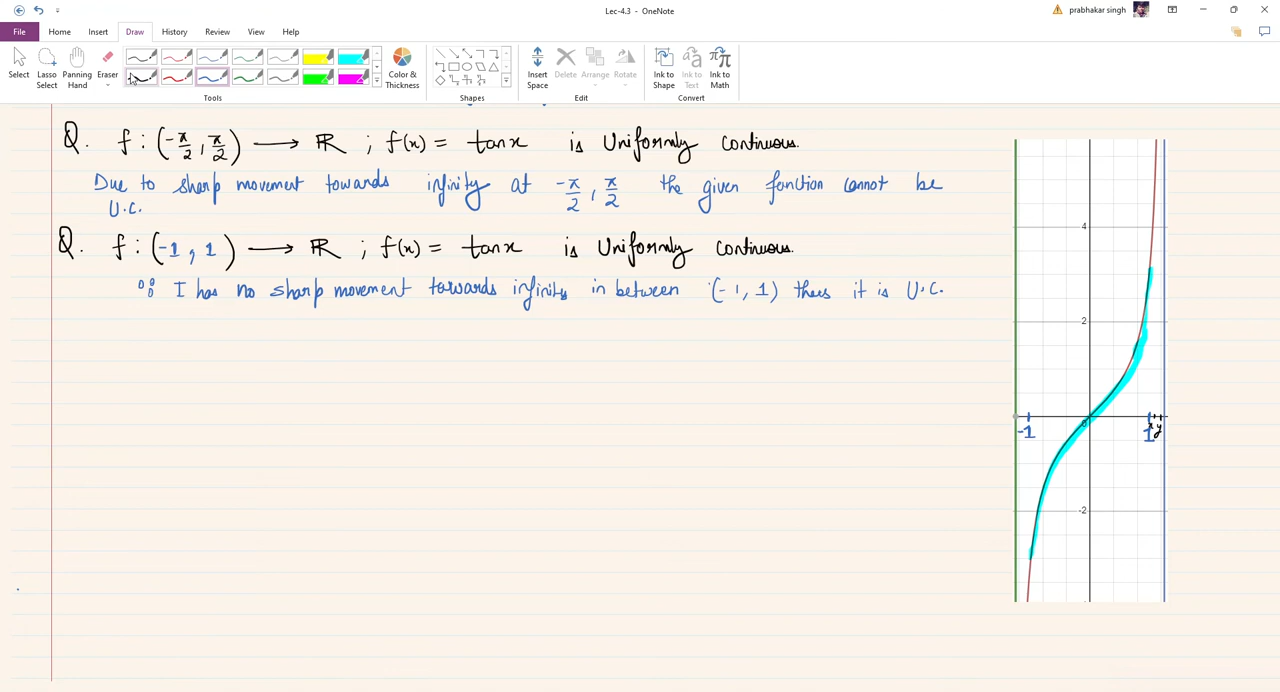 Lec-4.3 - OneNote
prabhakar singh
File Home Insert Draw History Review View Help
Select
Lasso Select
Panning Hand
Eraser
Color & Thickness
Insert Space
Delete
Arrange
Rotate
Ink to Shape
Ink to Text
Ink to Math
Tools
Shapes
Edit
Convert
Q. f : (-π/2, π/2) ⟶ ℝ ; f(x) = tanx is Uniformly continuous.
Due to sharp movement towards infinity at -π/2, π/2 the given function cannot be
U.C.
Q. f : (-1, 1) ⟶ ℝ ; f(x) = tanx is Uniformly continuous.
∵ I has no sharp movement towards infinity in between (-1, 1) thus it is U.C.
4
2
0
-1
1
x y
-2